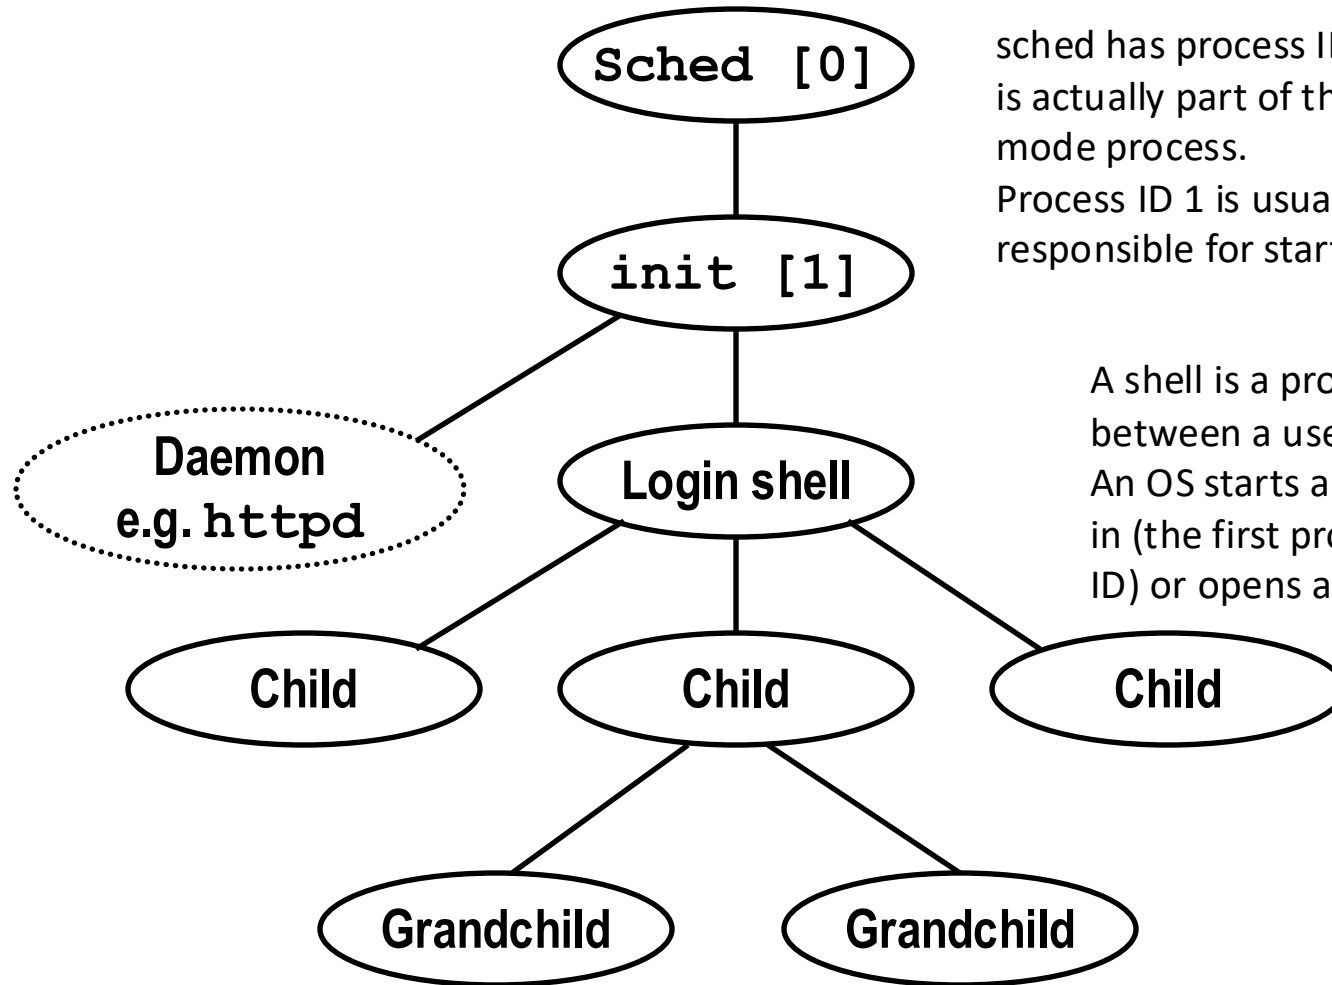 Sched [0]
sched has process I
is actually part of th
mode process.
Process ID 1 is usua
responsible for star
init [1]
A shell is a pro
between a use
An OS starts a
in (the first pro
ID) or opens a
Daemon
e.g. httpd
Login shell
Child
Child
Child
Grandchild
Grandchild